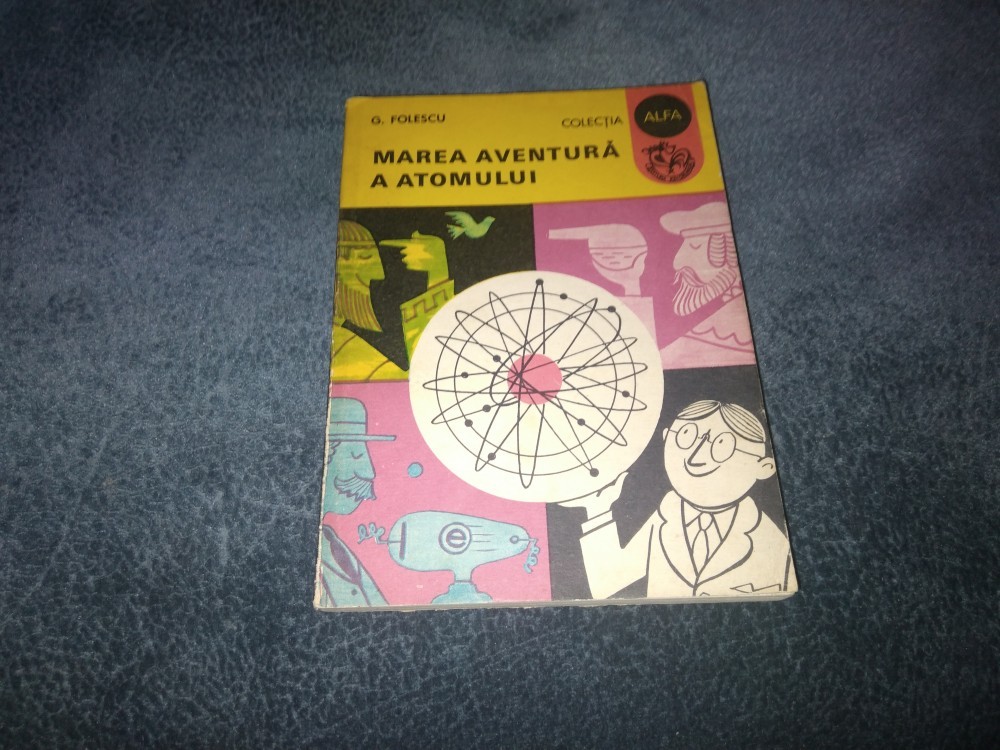 G. FOLESCU
COLECȚIA
ALFA
MAREA AVENTURĂ
A ATOMULUI
e